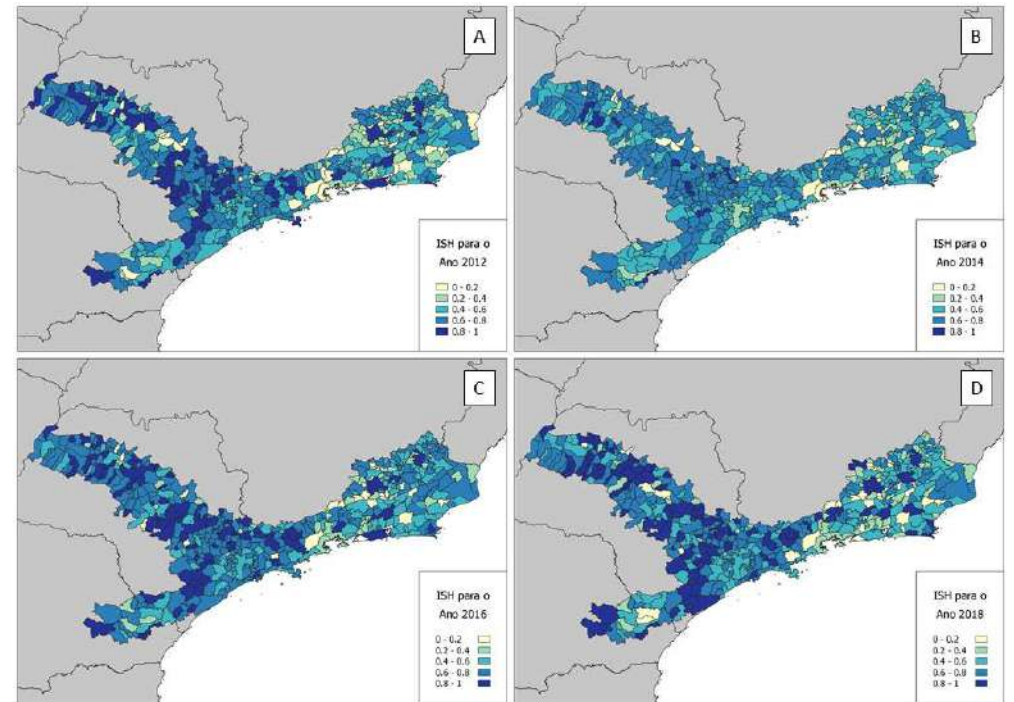 A
ISH para o
Ano 2012
0 - 0.2
0.2 - 0.4
0.4 - 0.6
0.6 - 0.8
0.8 - 1
B
ISH para o
Ano 2014
0 - 0.2
0.2 - 0.4
0.4 - 0.6
0.6 - 0.8
0.8 - 1
C
ISH para o
Ano 2016
0 - 0.2
0.2 - 0.4
0.4 - 0.6
0.6 - 0.8
0.8 - 1
D
ISH para o
Ano 2018
0 - 0.2
0.2 - 0.4
0.4 - 0.6
0.6 - 0.8
0.8 - 1